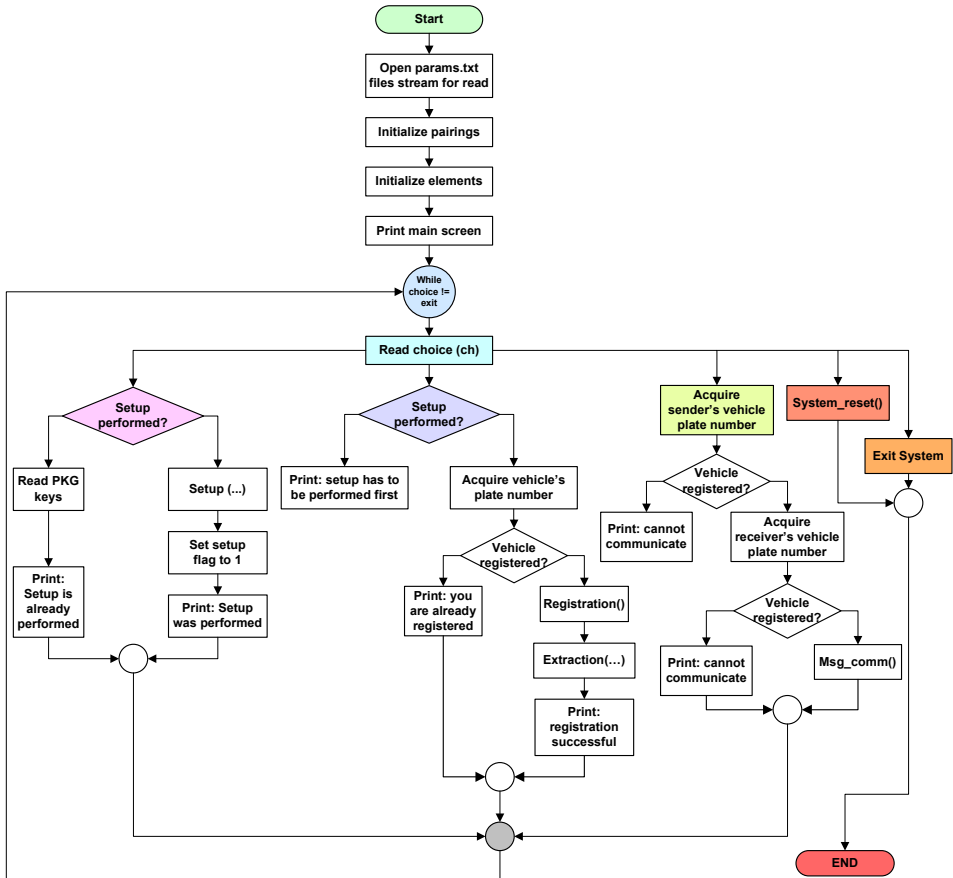 Start
Open params.txt
files stream for read
Initialize pairings
Initialize elements
Print main screen
While
choice !=
exit
Read choice (ch)
Setup
performed?
Read PKG
keys
Print:
Setup is
already
performed
Setup (...)
Set setup
flag to 1
Print: Setup
was performed
Setup
performed?
Print: setup has to
be performed first
Acquire vehicle's
plate number
Vehicle
registered?
Print: you
are already
registered
Registration()
Extraction(...)
Print:
registration
successful
Acquire
sender's vehicle
plate number
Vehicle
registered?
Print: cannot
communicate
Acquire
receiver's vehicle
plate number
Vehicle
registered?
Print: cannot
communicate
Msg_comm()
System_reset()
Exit System
END